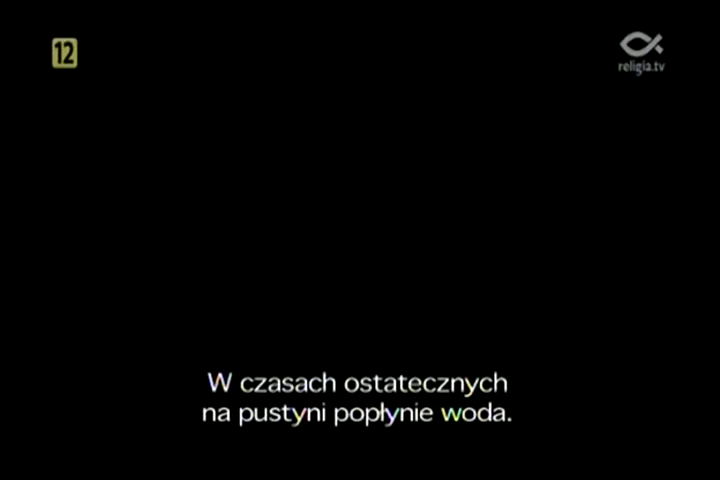 12
religia.tv
W czasach ostatecznych
na pustyni popłynie woda.